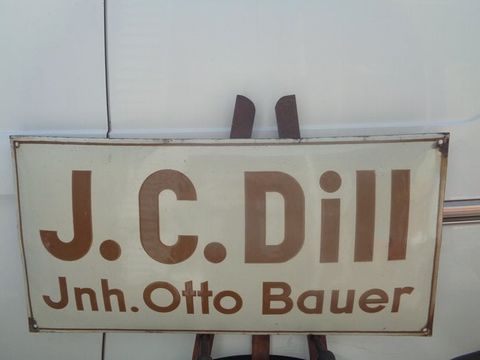 J.C.Dill
Jnh. Otto Bauer